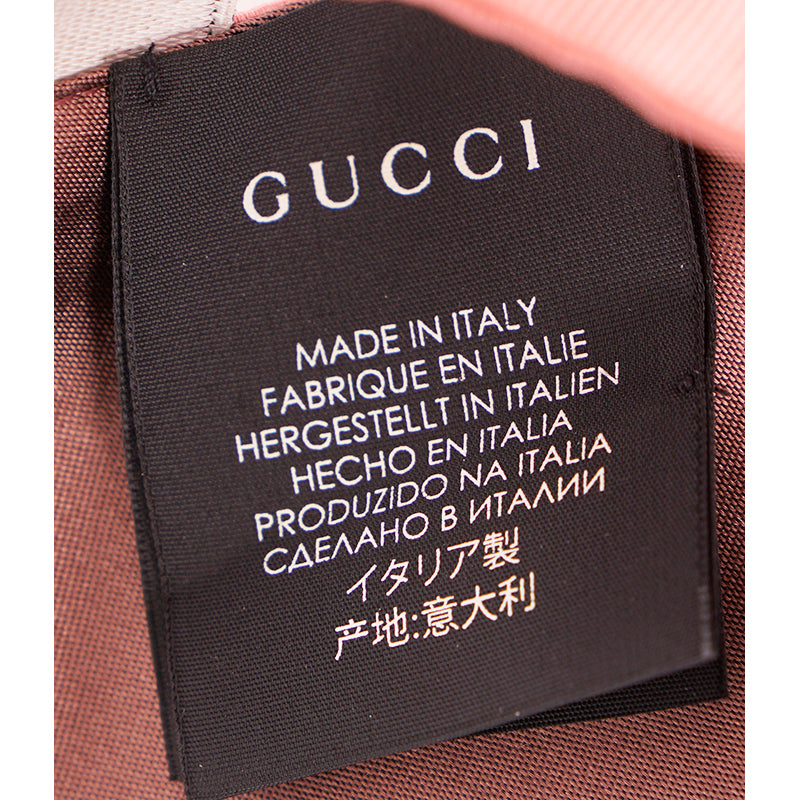 GUCCI
MADE IN ITALY
FABRIQUE EN ITALIE
HERGESTELLT IN ITALIEN
HECHO EN ITALIA
PRODUZIDO NA ITALIA
СДЕЛАНО В ИТАЛИИ
イタリア製
产地:意大利